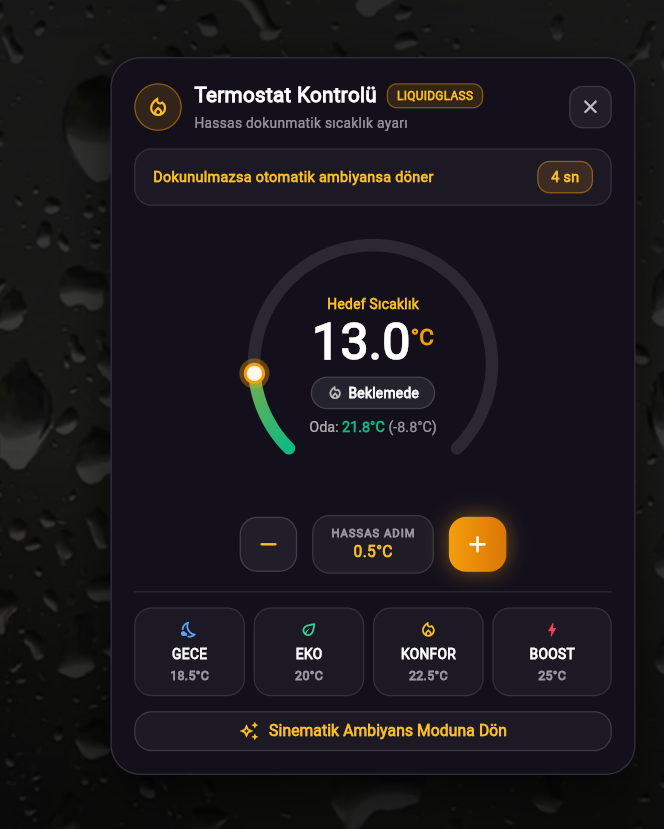 Termostat Kontrolü LIQUIDGLASS
Hassas dokunmatik sıcaklık ayarı
Dokunulmazsa otomatik ambiyansa döner 4 sn
Hedef Sıcaklık
13.0°C
Beklemede
Oda: 21.8°C (-8.8°C)
HASSAS ADIM
0.5°C
GECE
18.5°C
EKO
20°C
KONFOR
22.5°C
BOOST
25°C
Sinematik Ambiyans Moduna Dön